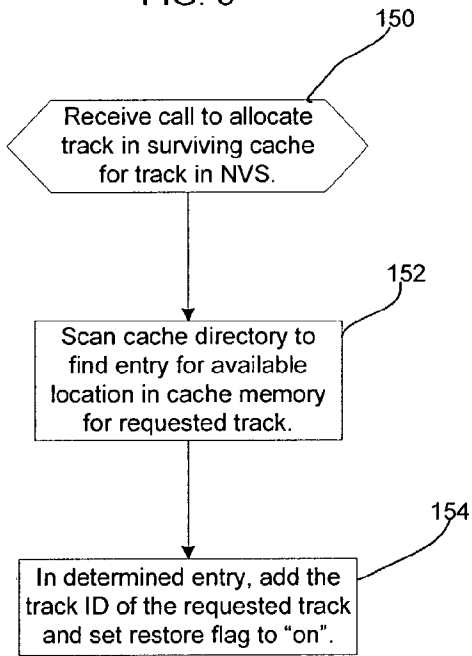 150
Receive call to allocate
track in surviving cache
for track in NVS.
152
Scan cache directory to
find entry for available
location in cache memory
for requested track.
154
In determined entry, add the
track ID of the requested track
and set restore flag to “on”.